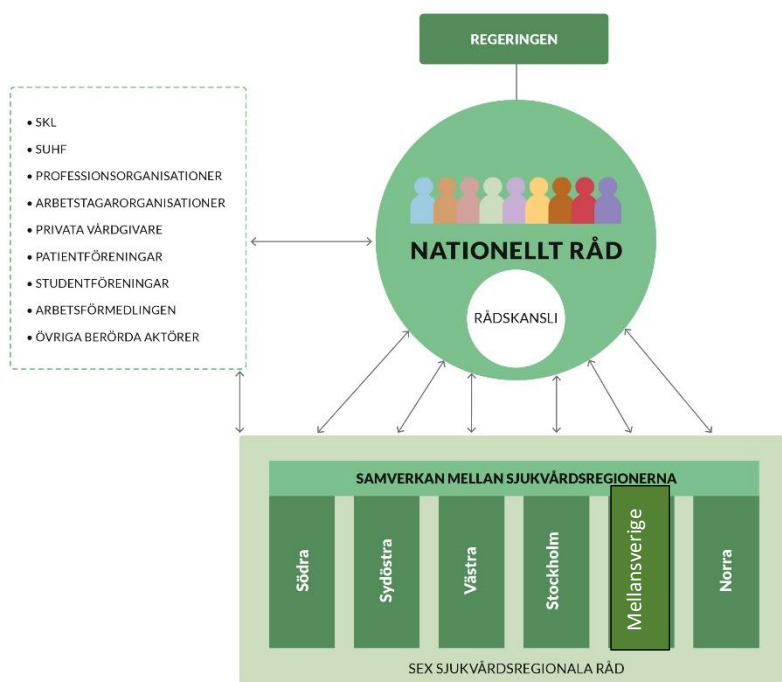 REGERINGEN
• SKL
• SUHF
• PROFESSIONSORGANISATIONER
• ARBETSTAGARORGANISATIONER
• PRIVATA VÅRDGIVARE
• PATIENTFÖRENINGAR
• STUDENTFÖRENINGAR
• ARBETSFÖRMEDLINGEN
• ÖVRIGA BERÖRDA AKTÖRER
NATIONELLT RÅD
RÅDSKANSLI
SAMVERKAN MELLAN SJUKVÅRDSREGIONERNA
Södra
Sydöstra
Västra
Stockholm
Mellansverige
Norra
SEX SJUKVÅRDSREGIONALA RÅD